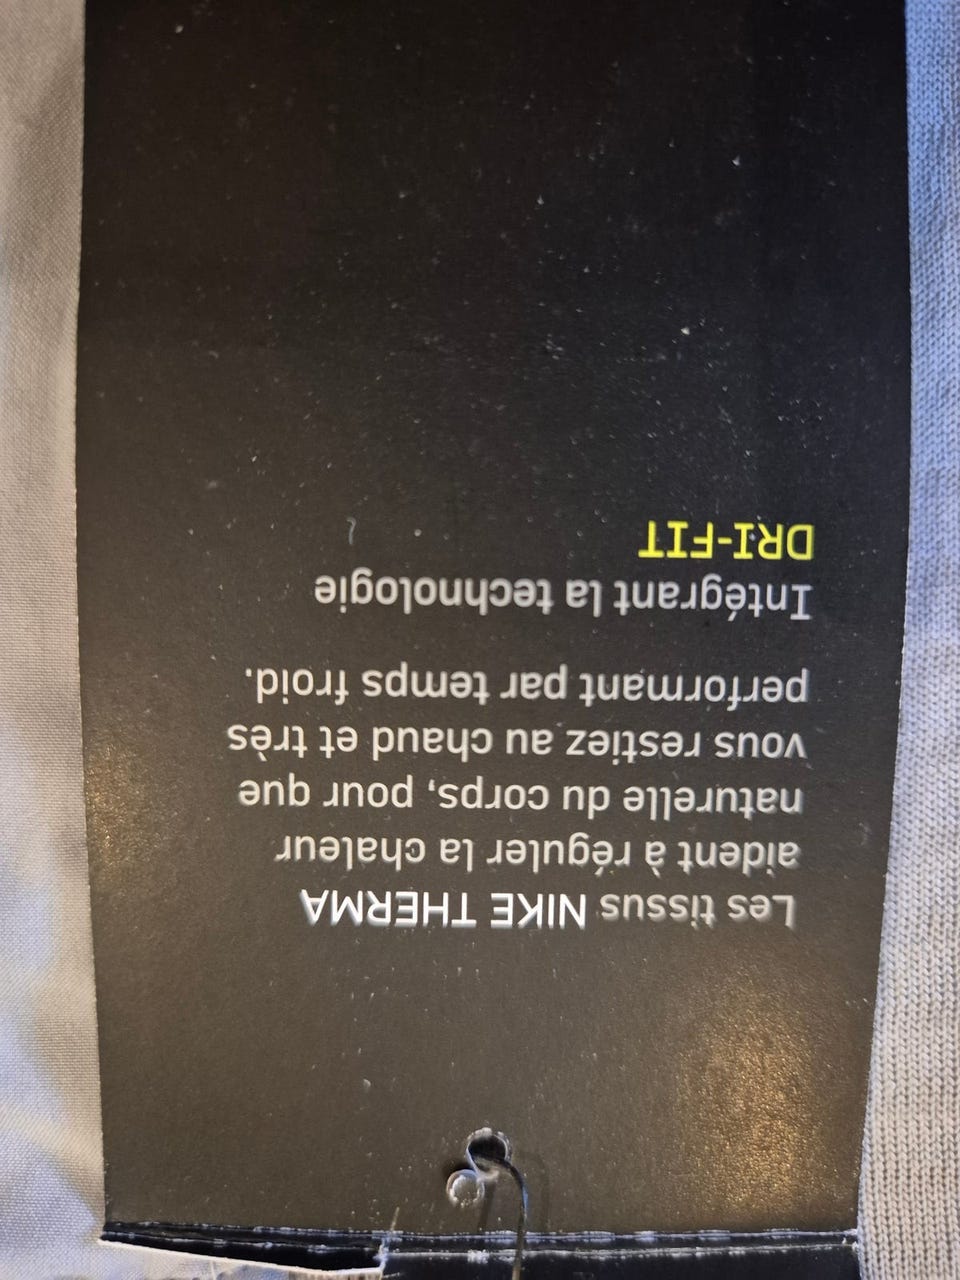 Les tissus NIKE THERMA
aident à réguler la chaleur
naturelle du corps, pour que
vous restiez au chaud et très
performant par temps froid.
Intégrant la technologie
DRI-FIT